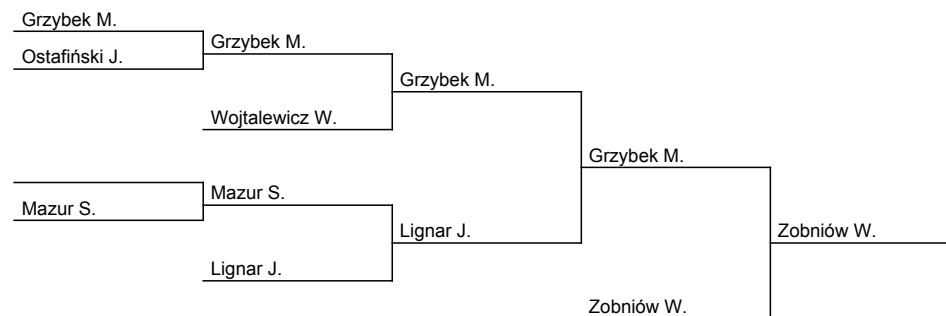 Grzybek M.
Ostafiński J.
Grzybek M.
Grzybek M.
Wojtalewicz W.
Grzybek M.
Mazur S.
Mazur S.
Lignar J.
Zobniów W.
Lignar J.
Zobniów W.